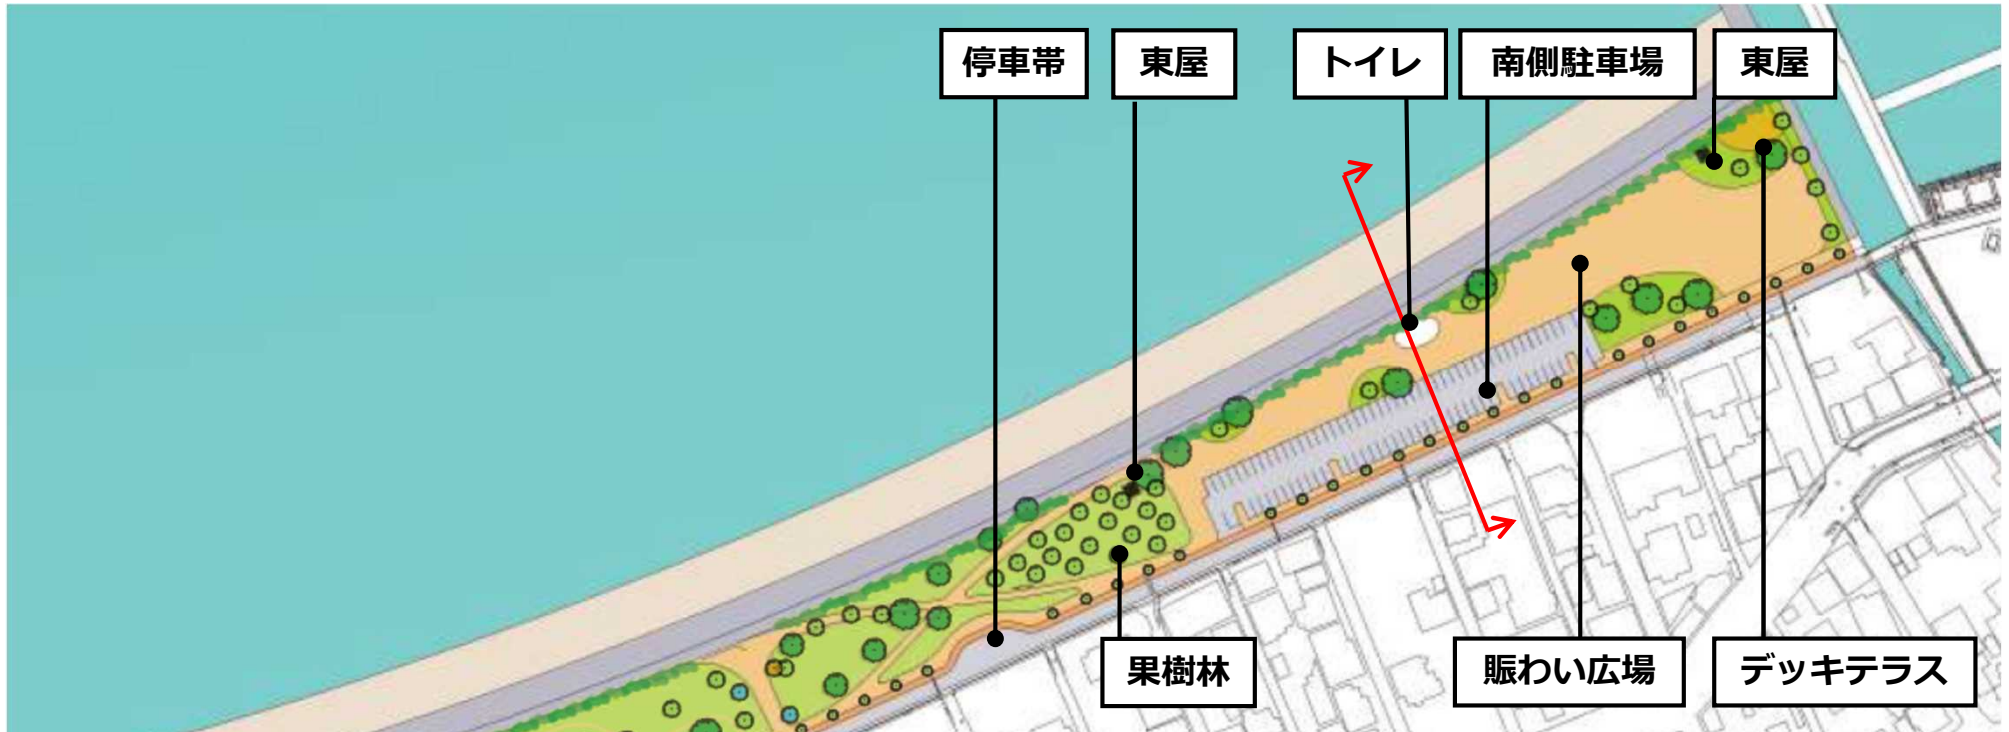 停車帯
東屋
トイレ
南側駐車場
東屋
果樹林
賑わい広場
デッキテラス